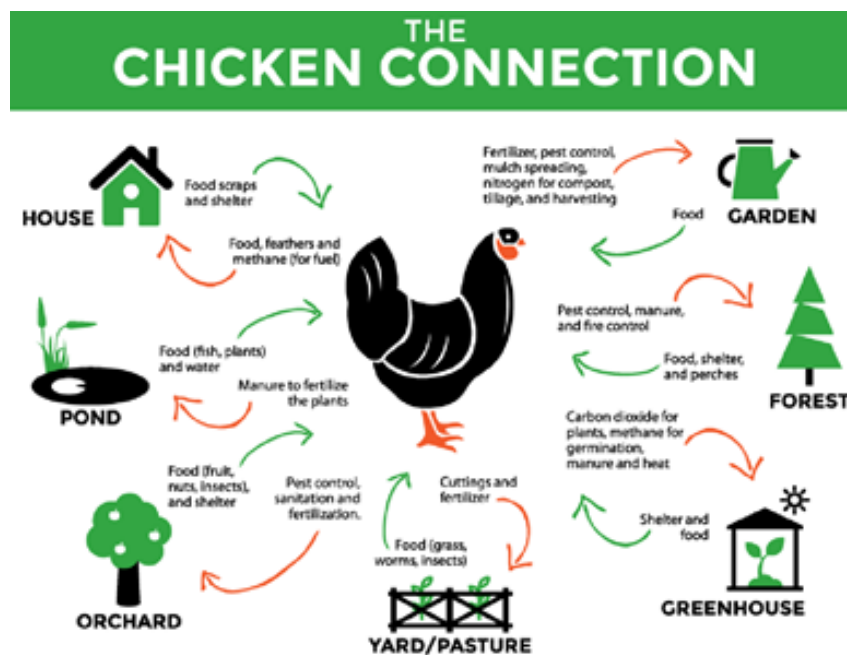 THE
CHICKEN CONNECTION
Food scraps
and shelter
HOUSE
Food, feathers and
methane (for fuel)
Fertilizer, pest control,
mulch spreading,
nitrogen for compost,
tillage, and harvesting
GARDEN
Food
Pest control, manure,
and fire control
Food, shelter,
and perches
FOREST
Food (fish, plants)
and water
Manure to fertilize
the plants
POND
Carbon dioxide for
plants, methane for
germination,
manure and heat
Shelter and
food
GREENHOUSE
Food (fruit,
nuts, insects),
and shelter
Pest control,
sanitation and
fertilization.
ORCHARD
Cuttings and
fertilizer
Food (grass,
worms, insects)
YARD/PASTURE